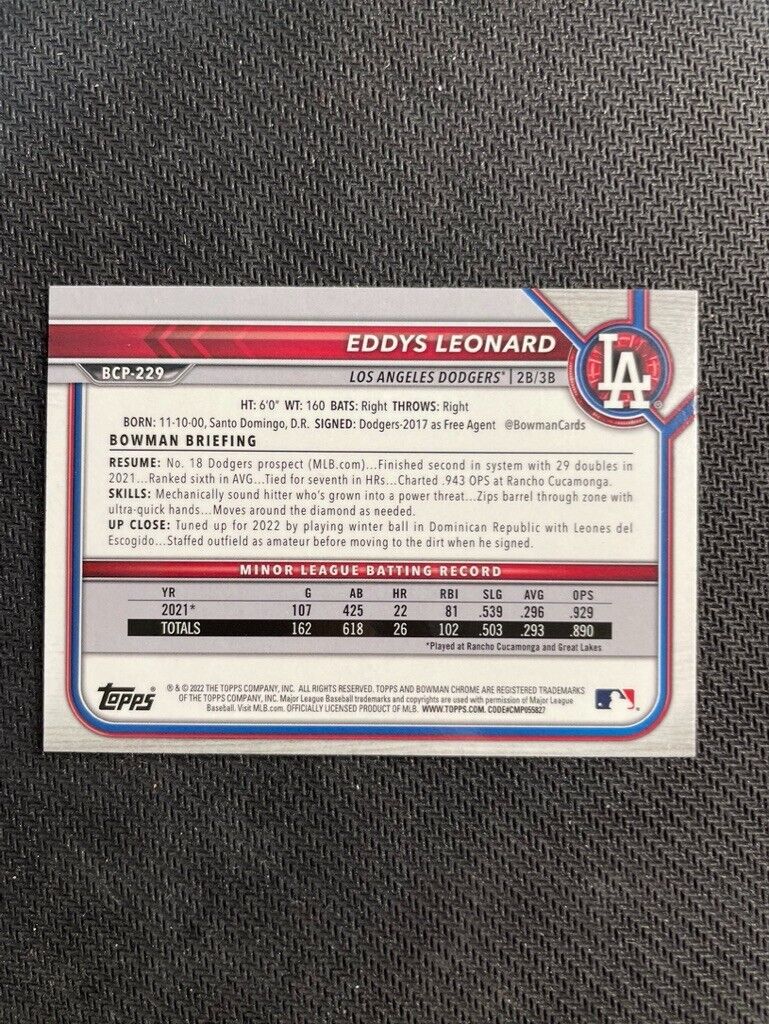 EDDYS LEONARD
BCP-229
LOS ANGELES DODGERS® | 2B/3B
LA
®
HT: 6'0" WT: 160 BATS: Right THROWS: Right
BORN: 11-10-00, Santo Domingo, D.R. SIGNED: Dodgers-2017 as Free Agent @BowmanCards
BOWMAN BRIEFING
RESUME: No. 18 Dodgers prospect (MLB.com)...Finished second in system with 29 doubles in
2021...Ranked sixth in AVG...Tied for seventh in HRs...Charted .943 OPS at Rancho Cucamonga.
SKILLS: Mechanically sound hitter who's grown into a power threat...Zips barrel through zone with
ultra-quick hands...Moves around the diamond as needed.
UP CLOSE: Tuned up for 2022 by playing winter ball in Dominican Republic with Leones del
Escogido...Staffed outfield as amateur before moving to the dirt when he signed.
MINOR LEAGUE BATTING RECORD
YR G AB HR RBI SLG AVG OPS
2021* 107 425 22 81 .539 .296 .929
TOTALS 162 618 26 102 .503 .293 .890
*Played at Rancho Cucamonga and Great Lakes
Topps®
® & © 2022 THE TOPPS COMPANY, INC. ALL RIGHTS RESERVED. TOPPS AND BOWMAN CHROME ARE REGISTERED TRADEMARKS
OF THE TOPPS COMPANY, INC. Major League Baseball trademarks and copyrights are used with permission of Major League
Baseball. Visit MLB.com. OFFICIALLY LICENSED PRODUCT OF MLB. WWW.TOPPS.COM. CODE#CMP055827